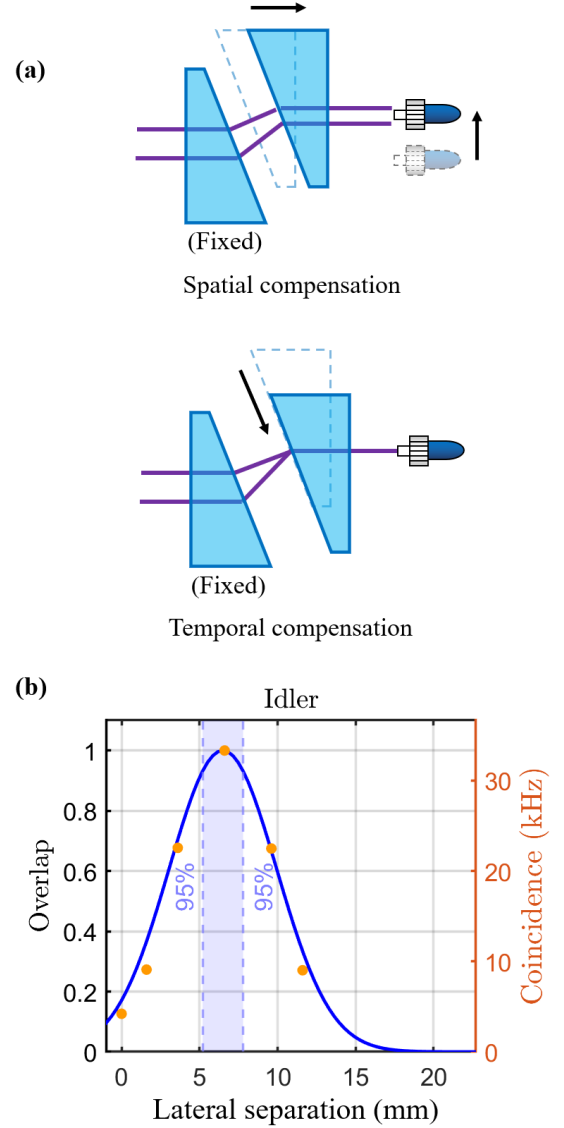 (a)
(Fixed)
Spatial compensation
(Fixed)
Temporal compensation
(b)
Idler
1
0.8
0.6
0.4
0.2
0
Overlap
95%
95%
30
20
10
0
Coincidence (kHz)
0
5
10
15
20
Lateral separation (mm)